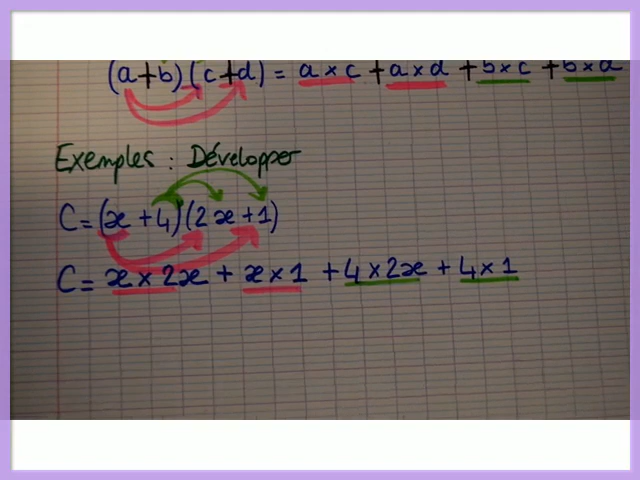 (a+b)(c+d) = a×c + a×d + b×c + b×d
Exemples : Développer
C = (x + 4)(2x + 1)
C = x × 2x + x × 1 + 4 × 2x + 4 × 1